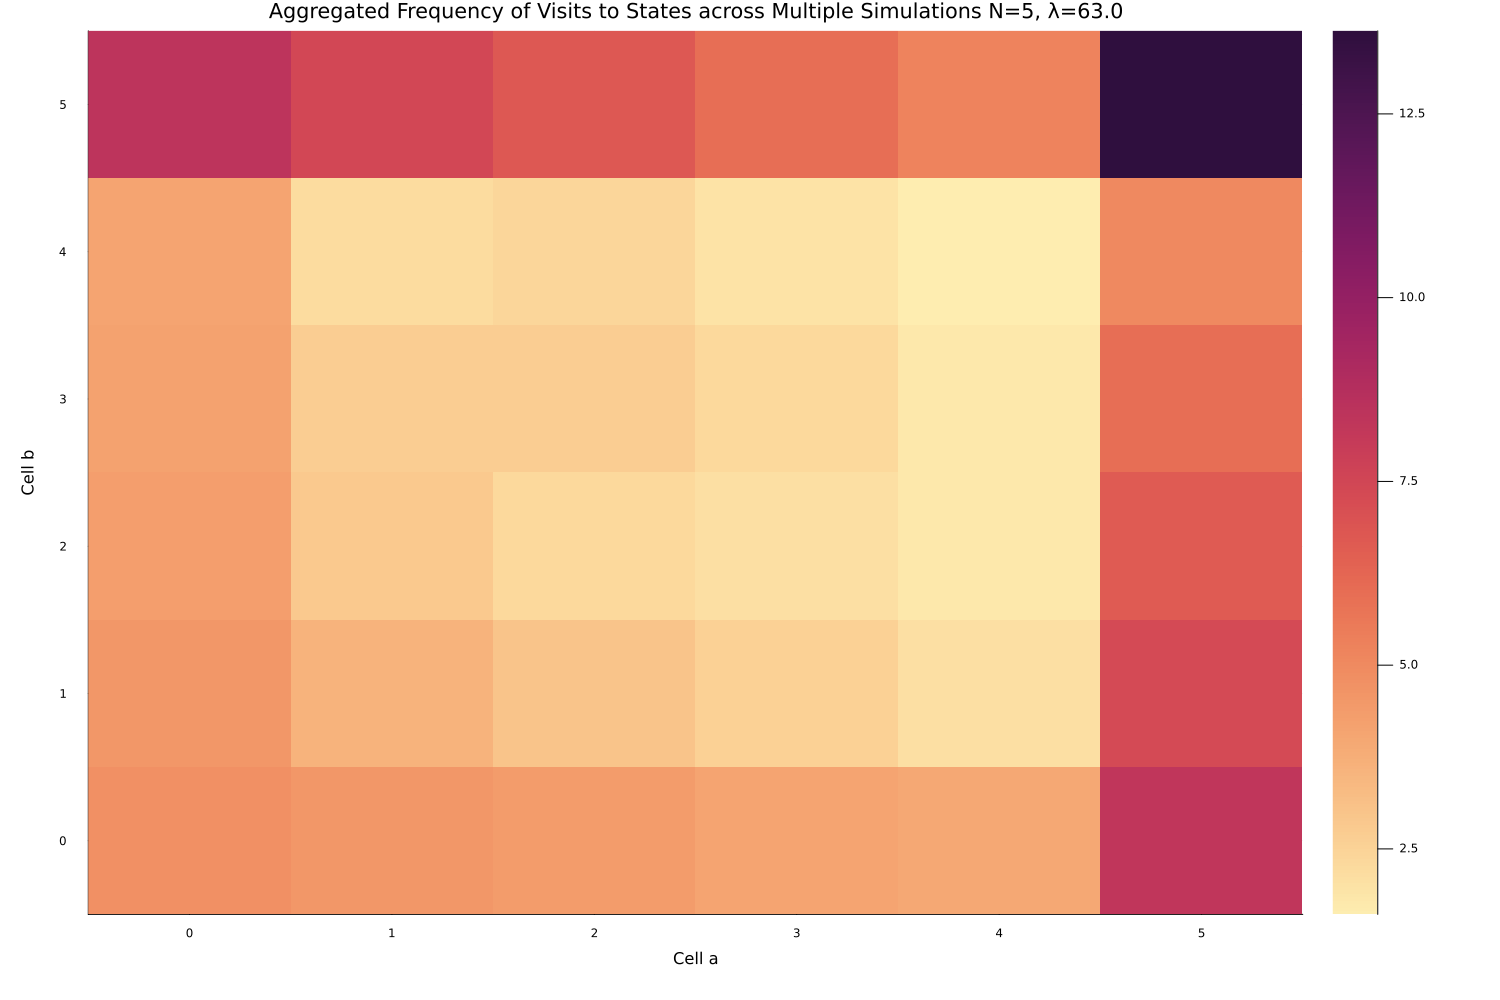 Aggregated Frequency of Visits to States across Multiple Simulations N=5, λ=63.0
5
4
3
2
1
0
Cell b
0 1 2 3 4 5
Cell a
12.5
10.0
7.5
5.0
2.5